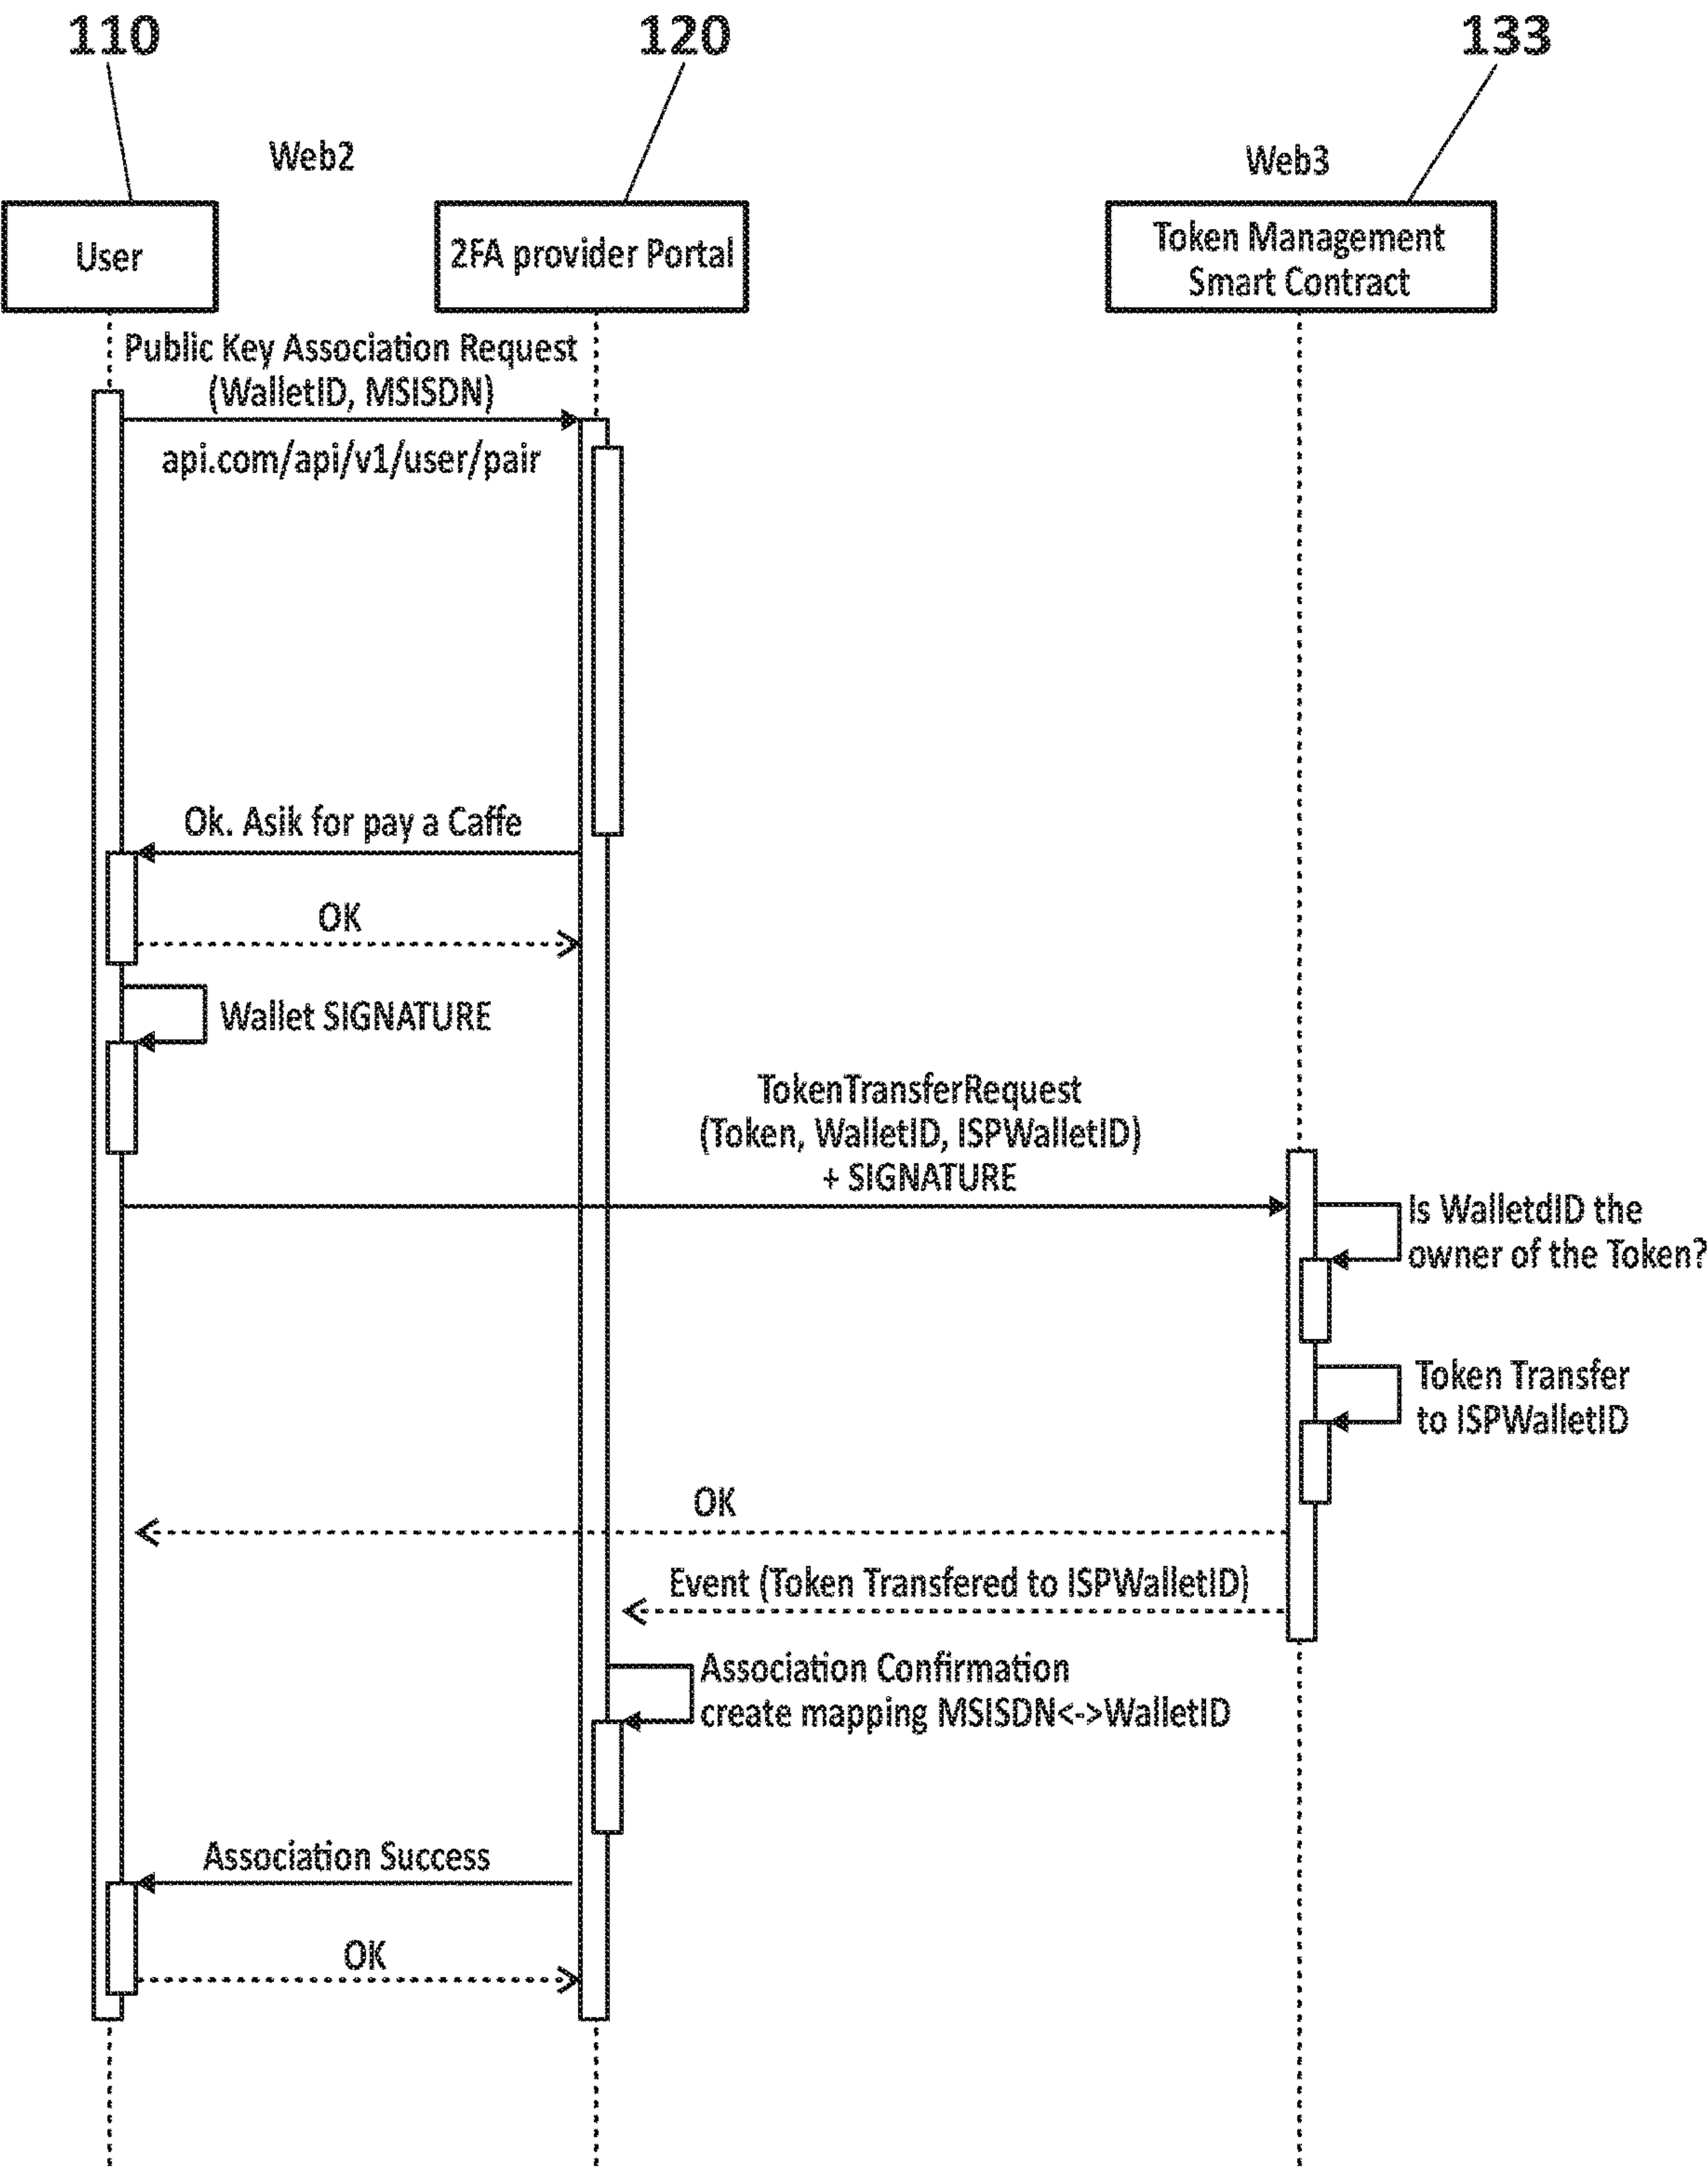 110
120
133
Web2
Web3
User
2FA provider Portal
Token Management
Smart Contract
Public Key Association Request
(WalletID, MSISDN)
api.com/api/v1/user/pair
Ok. Asik for pay a Caffe
OK
Wallet SIGNATURE
TokenTransferRequest
(Token, WalletID, ISPWalletID)
+ SIGNATURE
Is WalletdID the
owner of the Token?
Token Transfer
to ISPWalletID
OK
Event (Token Transfered to ISPWalletID)
Association Confirmation
create mapping MSISDN<->WalletID
Association Success
OK